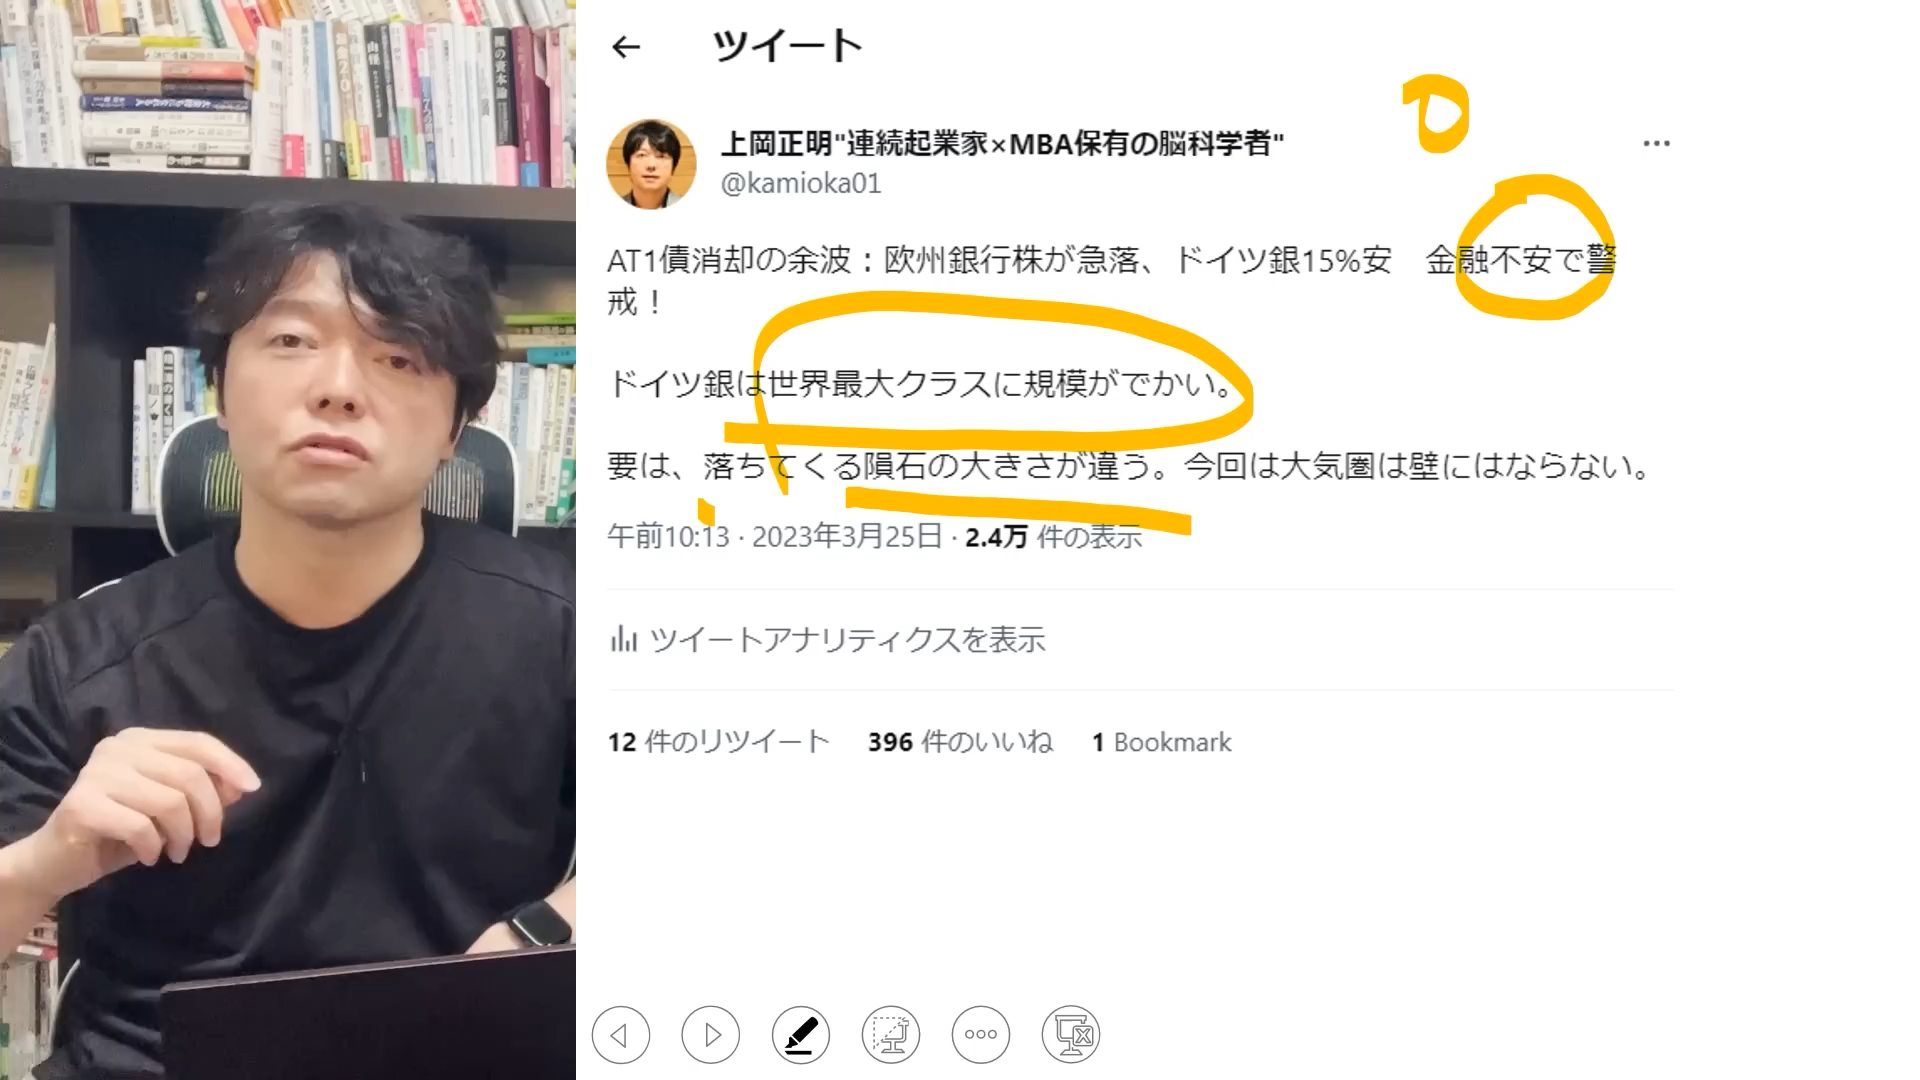 ツイート
上岡正明"連続起業家×MBA保有の脳科学者"
@kamioka01
AT1債消却の余波：欧州銀行株が急落、ドイツ銀15%安　金融不安で警
戒！
ドイツ銀は世界最大クラスに規模がでかい。
要は、落ちてくる隕石の大きさが違う。今回は大気圏は壁にはならない。
午前10:13 · 2023年3月25日 · 2.4万 件の表示
ツイートアナリティクスを表示
12 件のリツイート 396 件のいいね 1 Bookmark